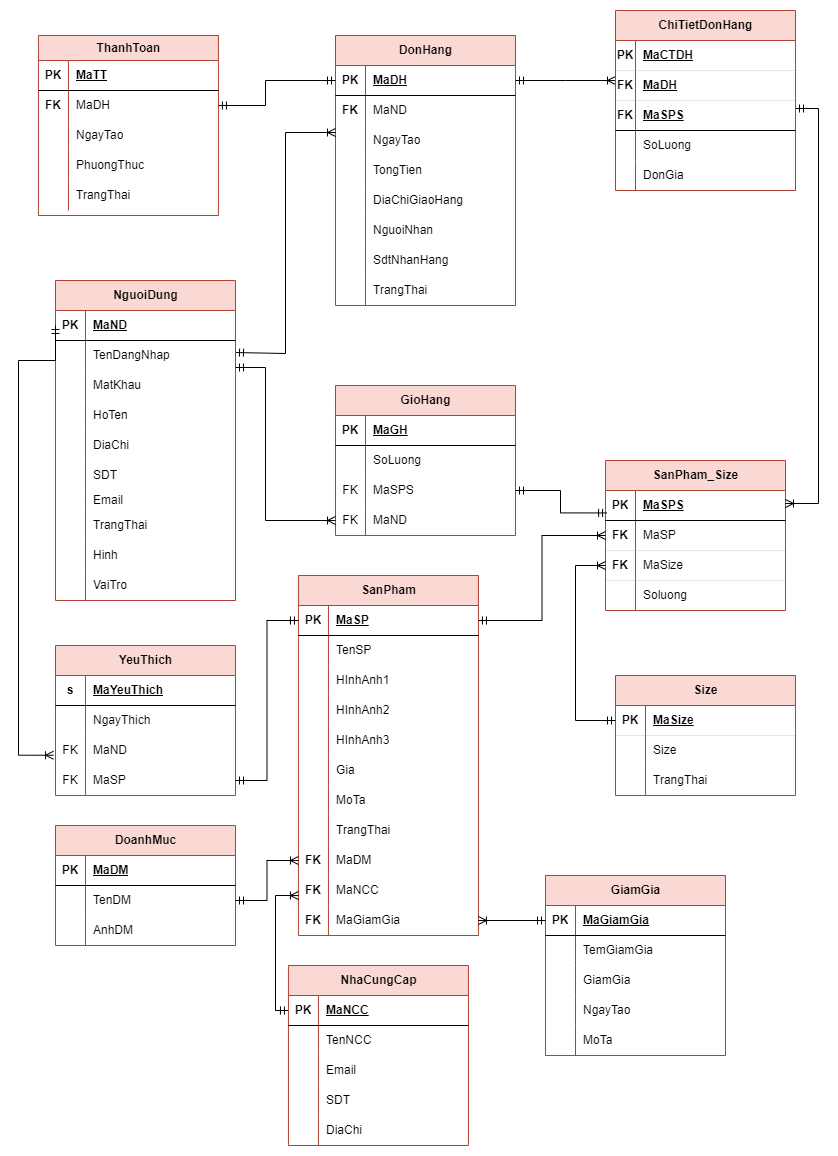 ThanhToan
PK MaTT
FK MaDH
NgayTao
PhuongThuc
TrangThai
DonHang
PK MaDH
FK MaND
NgayTao
TongTien
DiaChiGiaoHang
NguoiNhan
SdtNhanHang
TrangThai
ChiTietDonHang
PK MaCTDH
FK MaDH
FK MaSPS
SoLuong
DonGia
NguoiDung
PK MaND
TenDangNhap
MatKhau
HoTen
DiaChi
SDT
Email
TrangThai
Hinh
VaiTro
GioHang
PK MaGH
SoLuong
FK MaSPS
FK MaND
SanPham_Size
PK MaSPS
FK MaSP
FK MaSize
Soluong
SanPham
PK MaSP
TenSP
HInhAnh1
HInhAnh2
HInhAnh3
Gia
MoTa
TrangThai
FK MaDM
FK MaNCC
FK MaGiamGia
YeuThich
s MaYeuThich
NgayThich
FK MaND
FK MaSP
Size
PK MaSize
Size
TrangThai
DoanhMuc
PK MaDM
TenDM
AnhDM
GiamGia
PK MaGiamGia
TemGiamGia
GiamGia
NgayTao
MoTa
NhaCungCap
PK MaNCC
TenNCC
Email
SDT
DiaChi